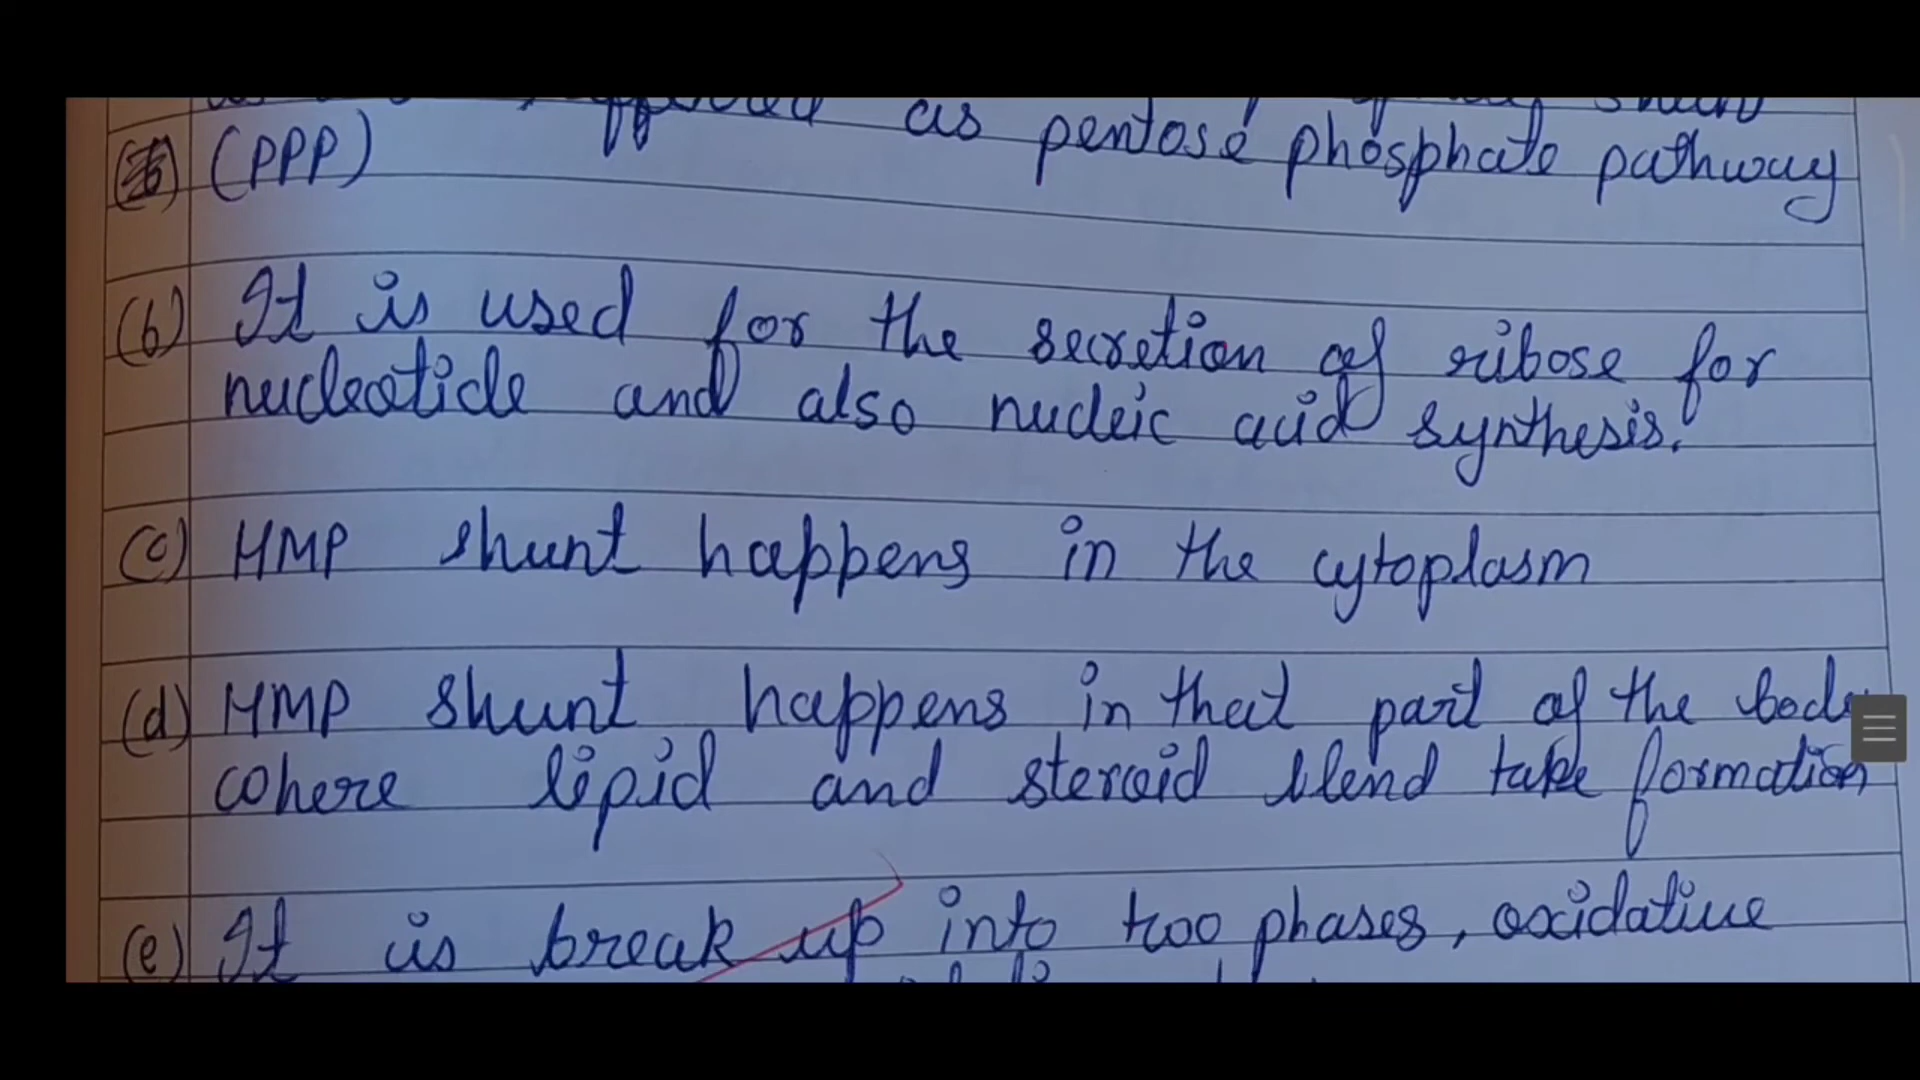 as pentose phosphate pathway
(PPP)
(b) It is used for the secretion of ribose for
nucleotide and also nucleic acid synthesis.
(c) HMP shunt happens in the cytoplasm
(d) HMP shunt happens in that part of the
where lipid and steroid blend take formation
(e) It is break up into two phases, oxidative